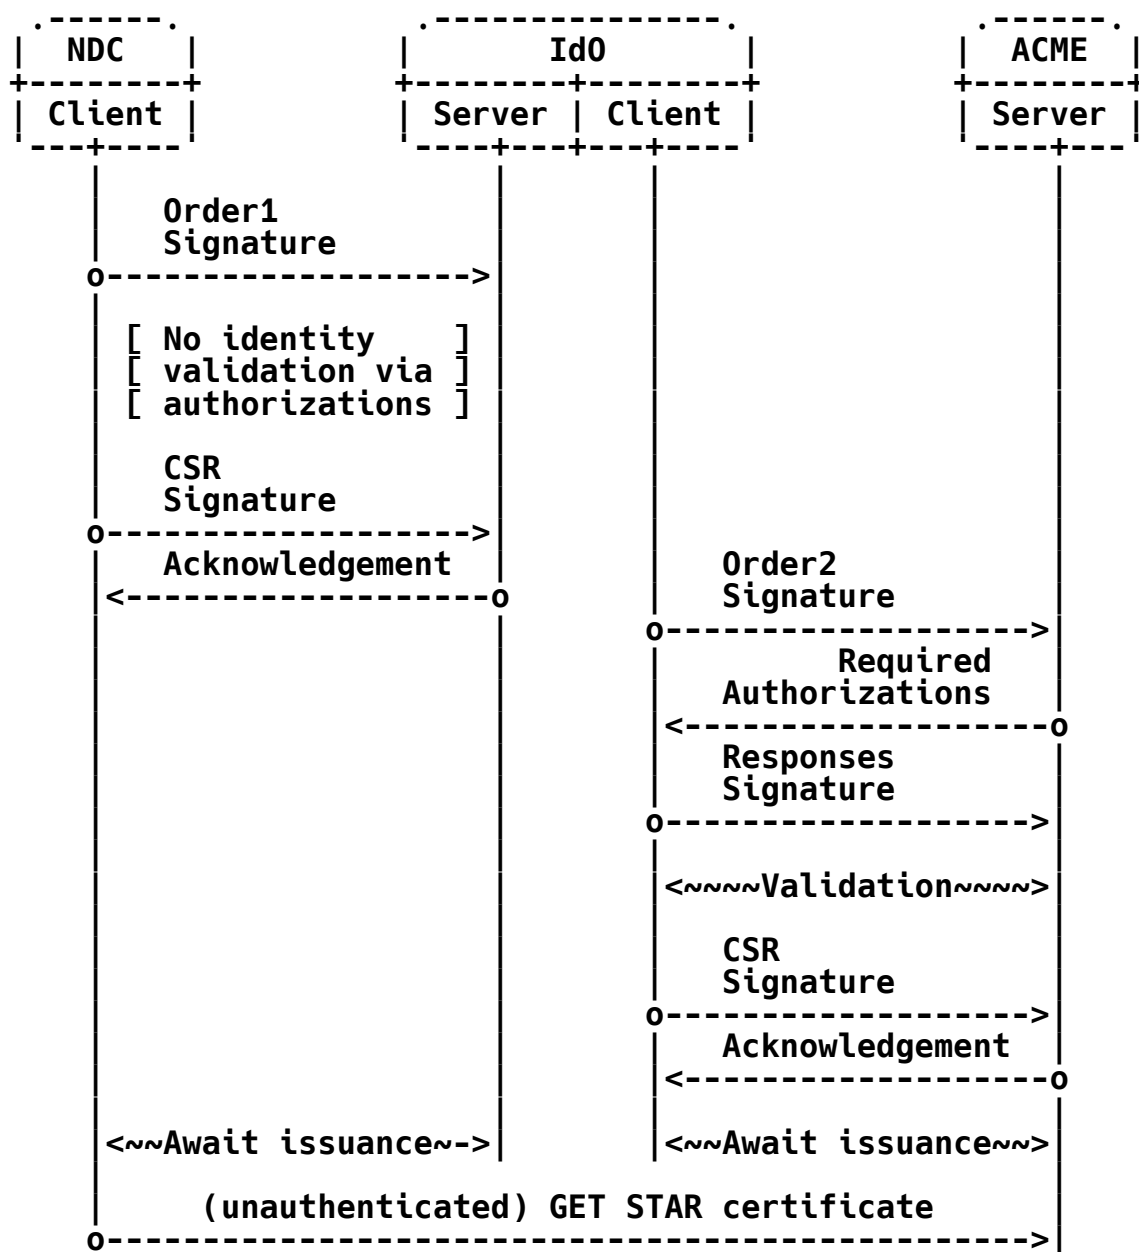 NDC IdO ACME
Client Server Client Server
Order1
Signature
[ No identity ]
[ validation via ]
[ authorizations ]
CSR
Signature
Acknowledgement Order2
Signature
Required
Authorizations
Responses
Signature
<~~~~Validation~~~~>
CSR
Signature
Acknowledgement
<~~Await issuance~-> <~~Await issuance~~>
(unauthenticated) GET STAR certificate